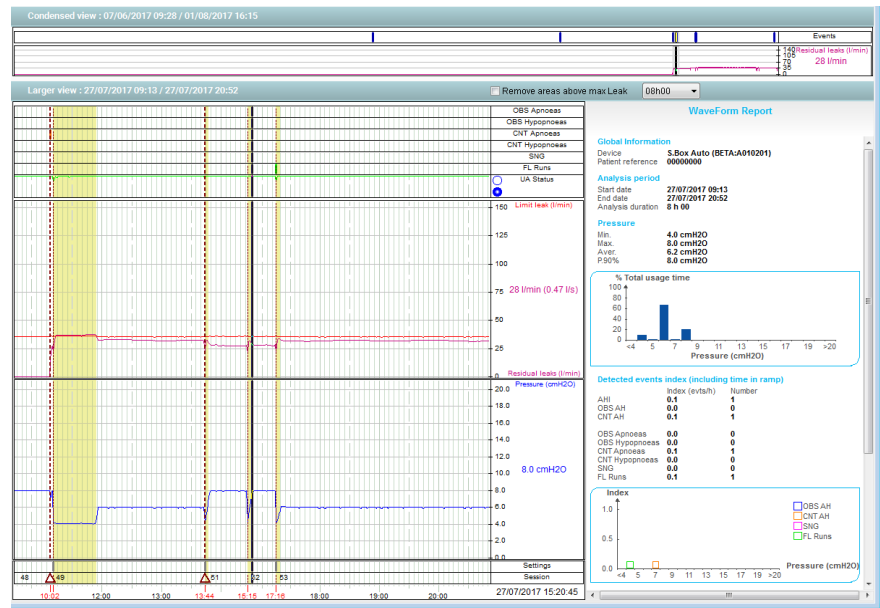 Condensed view : 07/06/2017 09:28 / 01/08/2017 16:15
Events
140
105
70
35
0
Residual leaks (l/min)
28 l/min
Larger view : 27/07/2017 09:13 / 27/07/2017 20:52
Remove areas above max Leak
08h00
OBS Apnoeas
OBS Hypopnoeas
CNT Apnoeas
CNT Hypopnoeas
SNG
FL Runs
UA Status
150
Limit leak (l/min)
125
100
75
28 l/min (0.47 l/s)
50
25
0
Residual leaks (l/min)
Pressure (cmH2O)
20.0
18.0
16.0
14.0
12.0
10.0
8.0 cmH2O
8.0
6.0
4.0
2.0
0.0
Settings
48
49
51
52
53
Session
10:02
12:00
13:00
13:44
15:15
17:16
18:00
19:00
20:00
27/07/2017 15:20:45
WaveForm Report
Global Information
Device S.Box Auto (BETA:A010201)
Patient reference 00000000
Analysis period
Start date 27/07/2017 09:13
End date 27/07/2017 20:52
Analysis duration 8 h 00
Pressure
Min. 4.0 cmH2O
Max. 8.0 cmH2O
Aver. 6.2 cmH2O
P.90% 8.0 cmH2O
% Total usage time
100
80
60
40
20
0
<4 5 7 9 11 13 15 17 19 >20
Pressure (cmH2O)
Detected events index (including time in ramp)
Index (evts/h) Number
AHI 0.1 1
OBS AH 0.0 0
CNT AH 0.1 1
OBS Apnoeas 0.0 0
OBS Hypopnoeas 0.0 0
CNT Apnoeas 0.1 1
CNT Hypopnoeas 0.0 0
SNG 0.0 0
FL Runs 0.1 1
Index
1.0
0.5
0.0
OBS AH
CNT AH
SNG
FL Runs
<4 5 7 9 11 13 15 17 19 >20
Pressure (cmH2O)